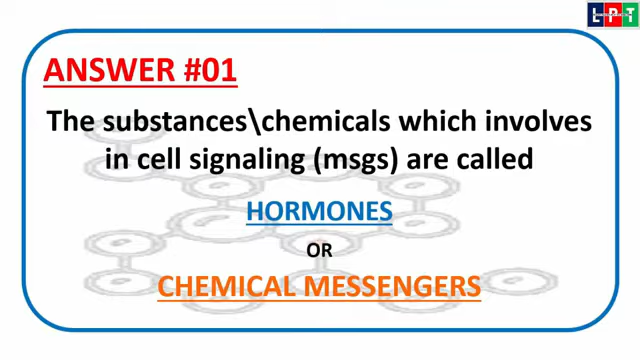 LPT
ANSWER #01
The substances\chemicals which involves
in cell signaling (msgs) are called
HORMONES
OR
CHEMICAL MESSENGERS